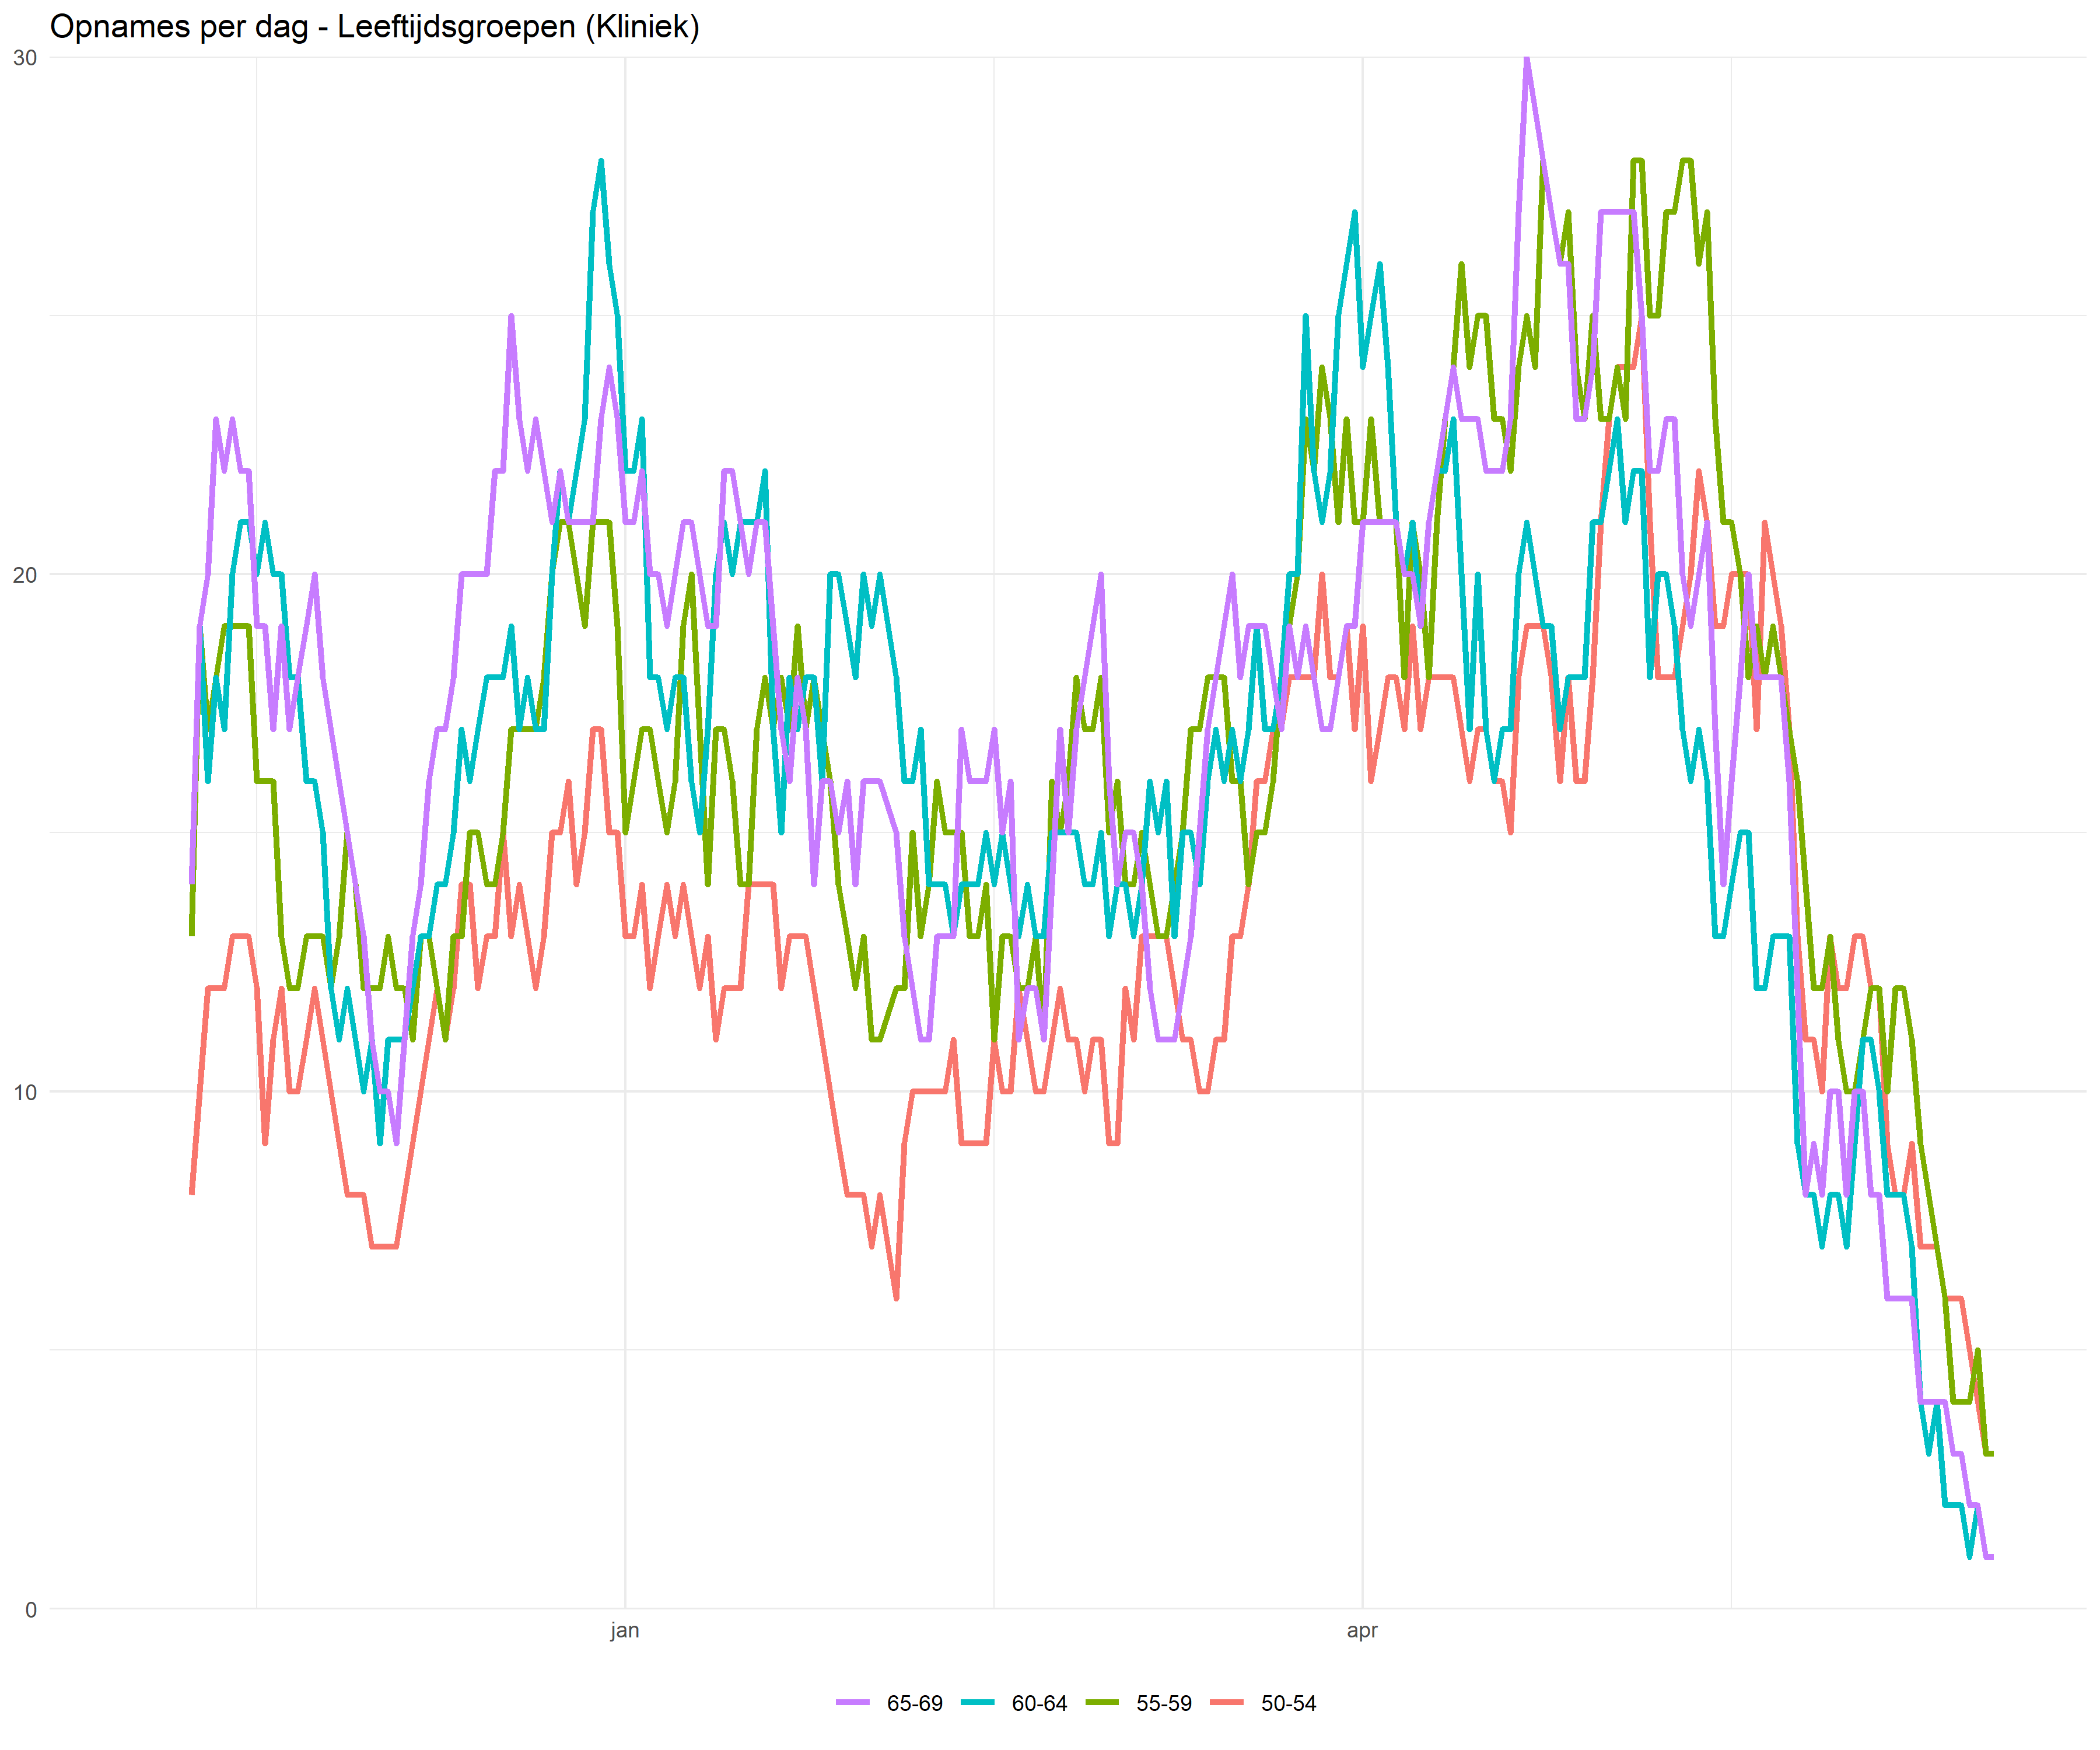 Opnames per dag - Leeftijdsgroepen (Kliniek)
30
20
10
0
jan apr
65-69 60-64 55-59 50-54